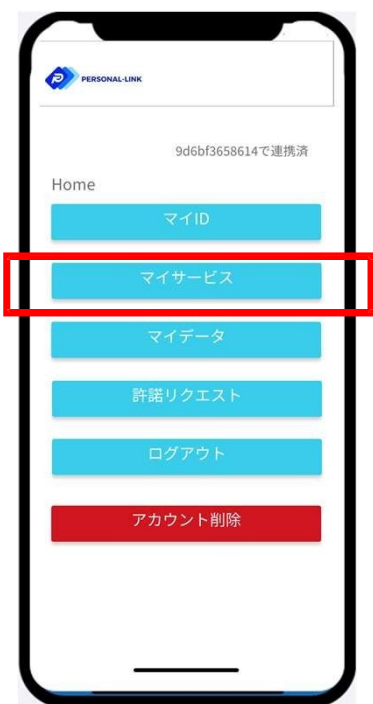 PERSONAL-LINK
9d6bf3658614で連携済
Home
マイID
マイサービス
マイデータ
許諾リクエスト
ログアウト
アカウント削除